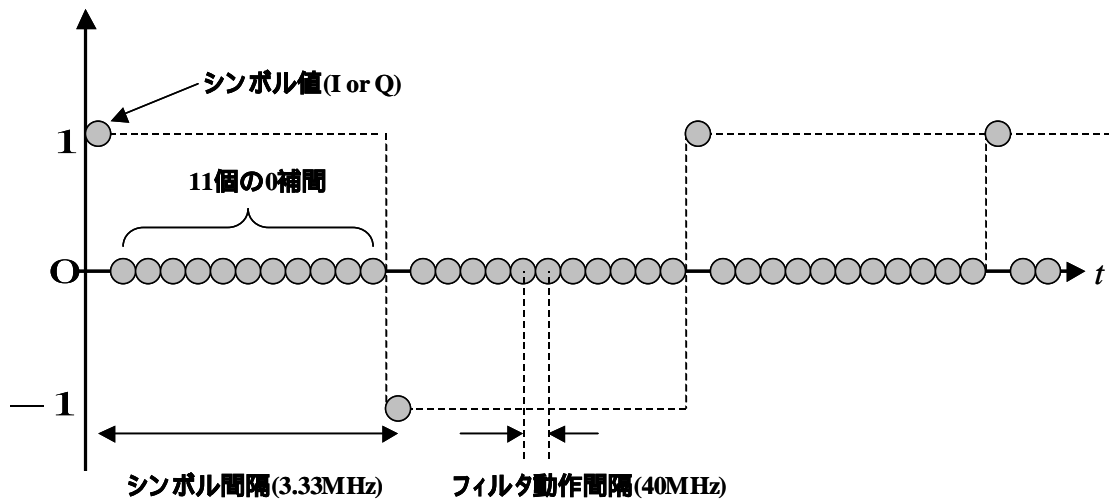 シンボル値(I or Q)
1
11個の0補間
O
t
— 1
シンボル間隔(3.33MHz)
フィルタ動作間隔(40MHz)